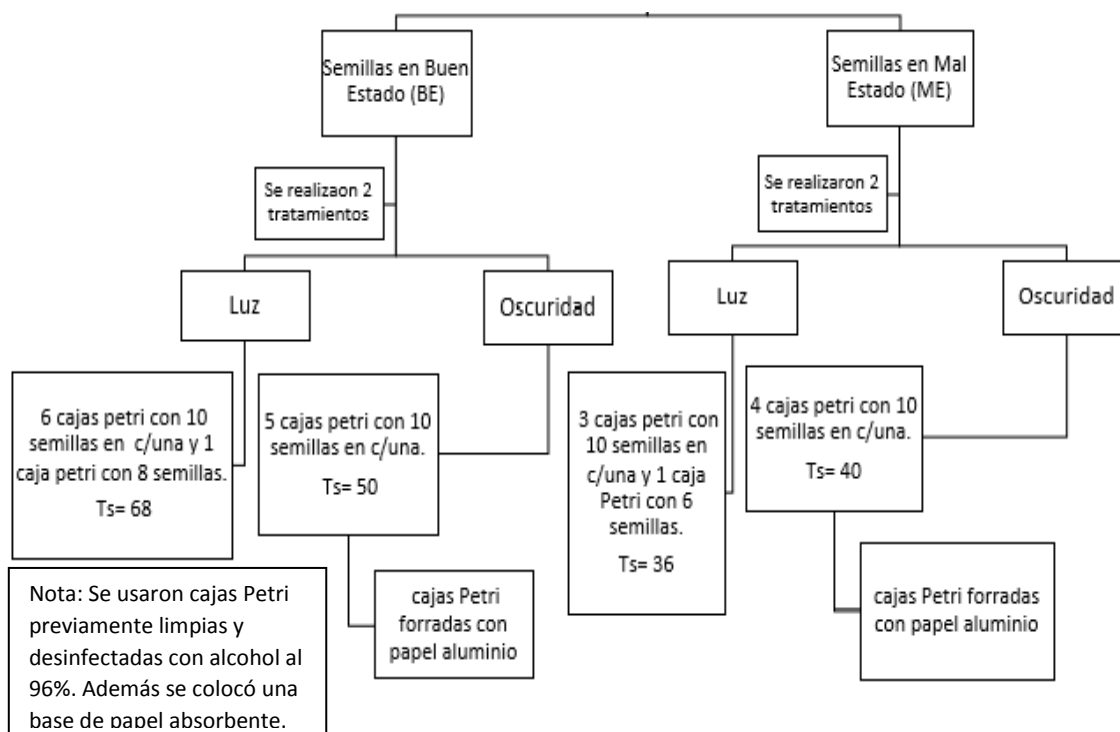 Semillas en Buen
Estado (BE)
Semillas en Mal
Estado (ME)
Se realizaon 2
tratamientos
Se realizaron 2
tratamientos
Luz
Oscuridad
Luz
Oscuridad
6 cajas petri con 10
semillas en c/una y 1
caja petri con 8 semillas.
Ts= 68
5 cajas petri con 10
semillas en c/una.
Ts= 50
3 cajas petri con
10 semillas en
c/una y 1 caja
Petri con 6
semillas.
Ts= 36
4 cajas petri con 10
semillas en c/una.
Ts= 40
cajas Petri
forradas con
papel aluminio
cajas Petri forradas
con papel aluminio
Nota: Se usaron cajas Petri
previamente limpias y
desinfectadas con alcohol al
96%. Además se colocó una
base de papel absorbente.